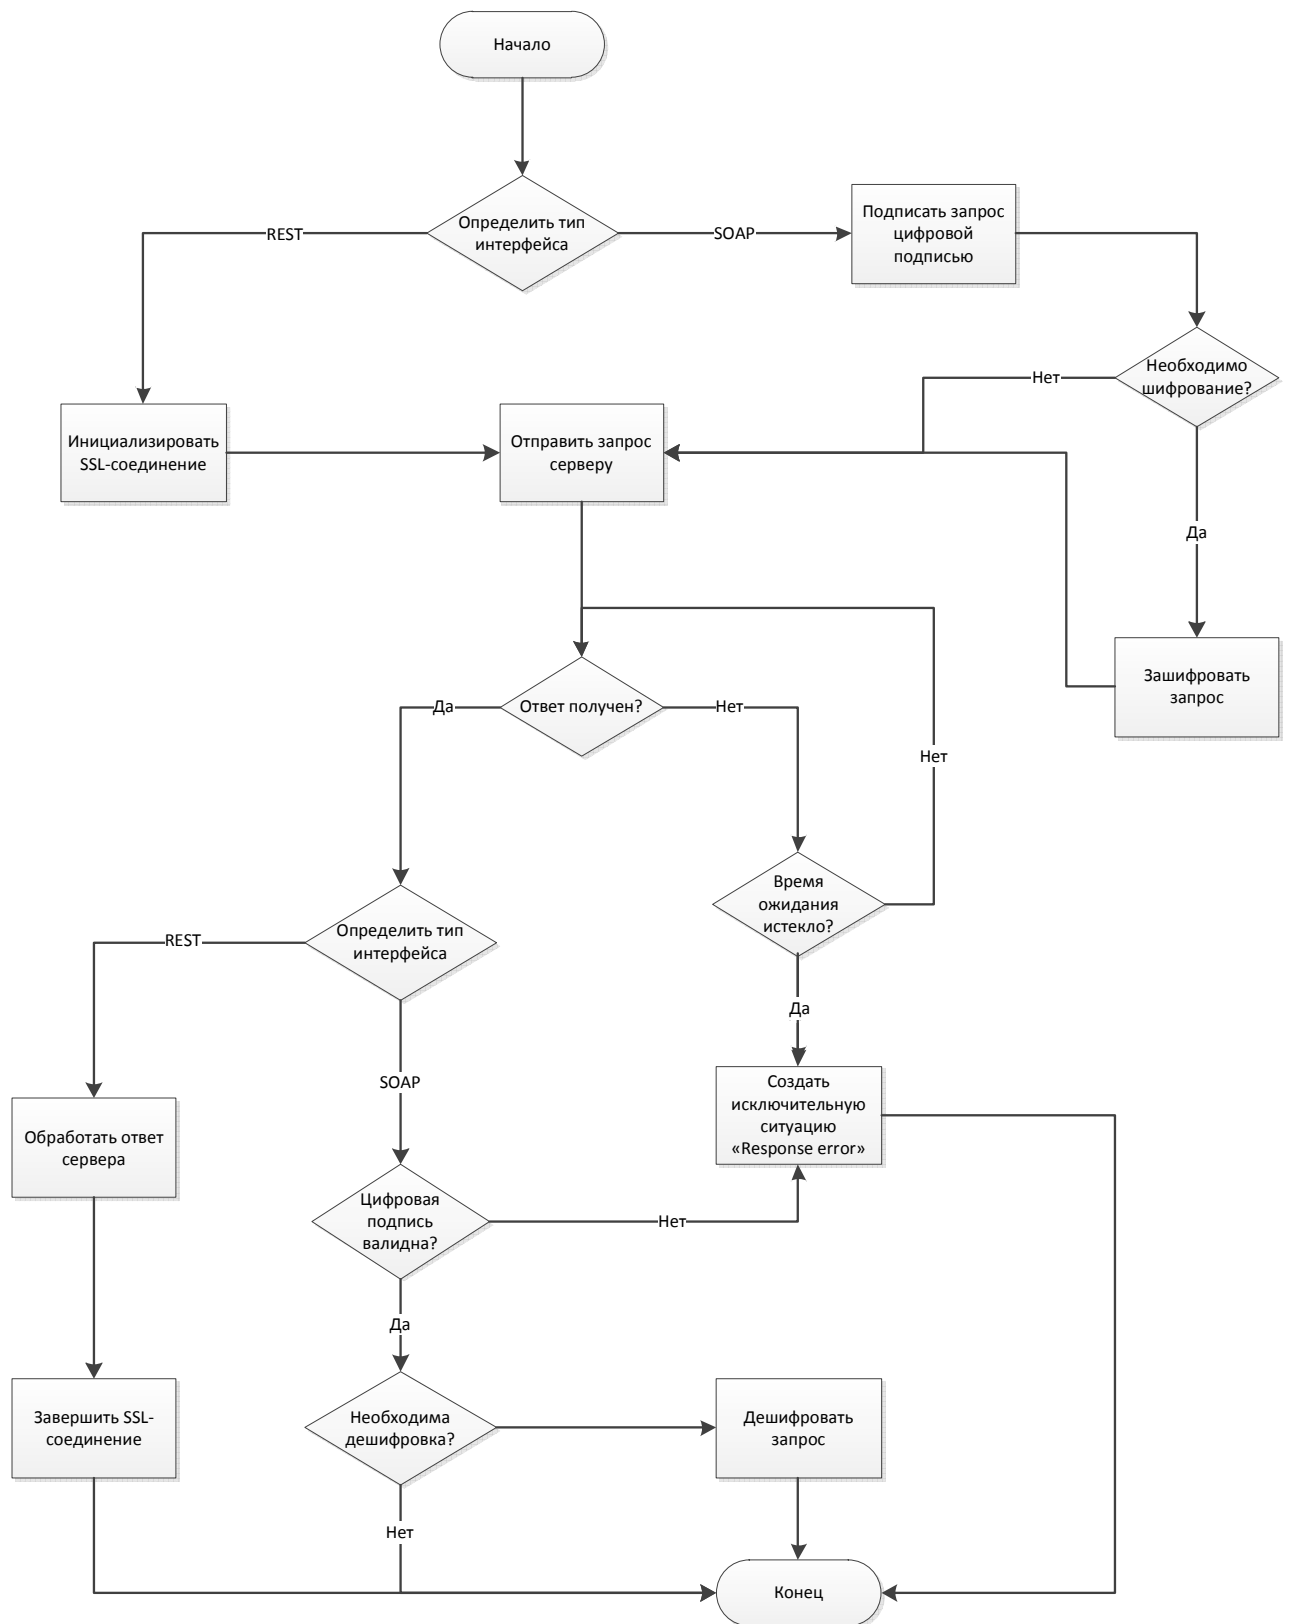 Начало
Определить тип
интерфейса
REST
SOAP
Подписать запрос
цифровой
подписью
Необходимо
шифрование?
Нет
Инициализировать
SSL-соединение
Отправить запрос
серверу
Да
Зашифровать
запрос
Ответ получен?
Да
Нет
Нет
Время
ожидания
истекло?
Определить тип
интерфейса
REST
Да
SOAP
Создать
исключительную
ситуацию
«Response error»
Обработать ответ
сервера
Цифровая
подпись
валидна?
Нет
Да
Завершить SSL-
соединение
Необходима
дешифровка?
Дешифровать
запрос
Нет
Конец